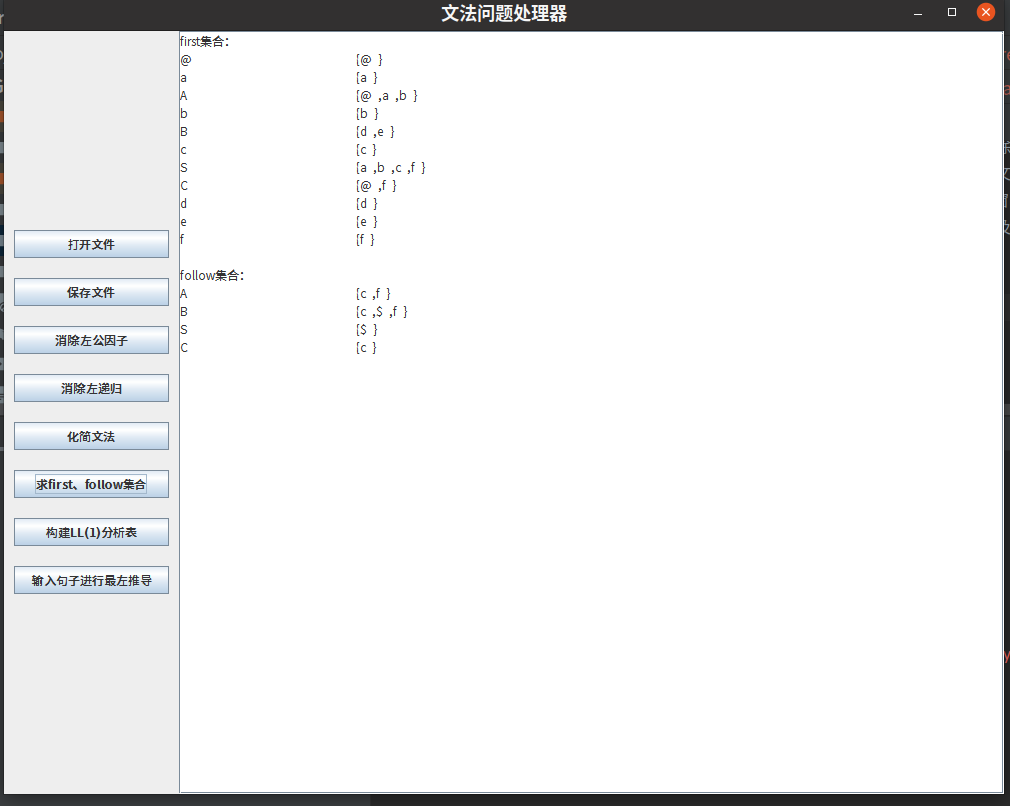 文法问题处理器
first集合：
@ {@ }
a {a }
A {@ ,a ,b }
b {b }
B {d ,e }
c {c }
S {a ,b ,c ,f }
C {@ ,f }
d {d }
e {e }
f {f }
follow集合：
A {c ,f }
B {c ,$ ,f }
S {$ }
C {c }
打开文件
保存文件
消除左公因子
消除左递归
化简文法
求first、follow集合
构建LL(1)分析表
输入句子进行最左推导